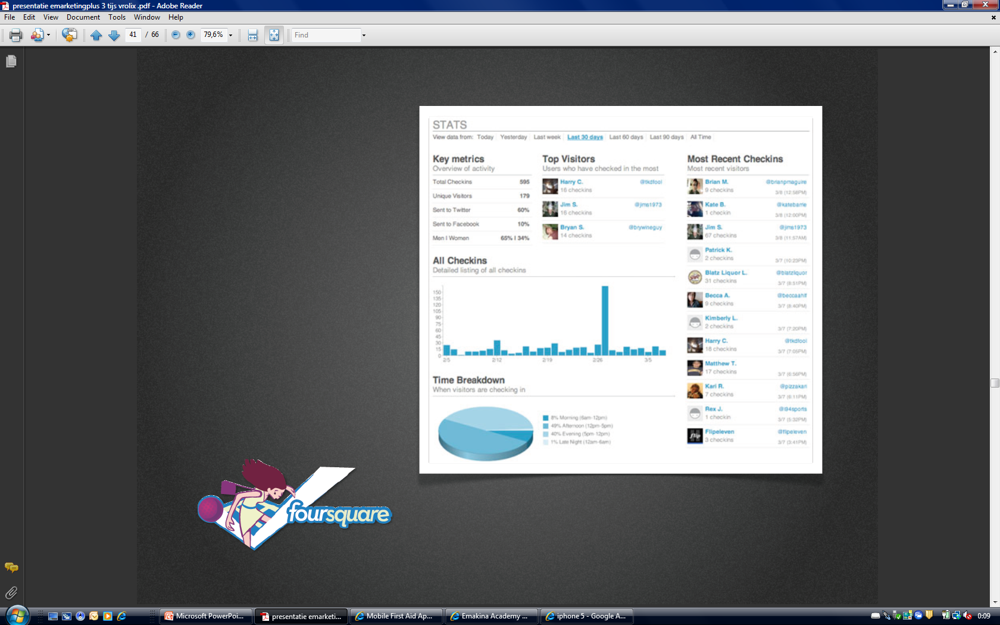 presentatie emarketingplus 3 tijs vrolix .pdf - Adobe Reader
File Edit View Document Tools Window Help
41 / 66 79,6% Find
STATS
View data from: Today Yesterday Last week Last 30 days Last 60 days Last 90 days All Time
Key metrics
Overview of activity
Total Checkins 595
Unique Visitors 179
Sent to Twitter 60%
Sent to Facebook 10%
Men | Women 65% | 34%
Top Visitors
Users who have checked in the most
Harry C. @tkdfool
16 checkins
Jim S. @jims1973
16 checkins
Bryan S. @brywineguy
14 checkins
Most Recent Checkins
Most recent visitors
Brian M. @brianpmaguire
9 checkins 3/8 (12:58PM)
Kate B. @katebarrie
1 checkin 3/8 (12:00PM)
Jim S. @jims1973
67 checkins 3/8 (11:57AM)
Patrick K.
2 checkins 3/7 (10:23PM)
Blatz Liquor L. @blatzliquor
31 checkins 3/7 (8:51PM)
Becca A. @beccaahlf
9 checkins 3/7 (8:40PM)
Kimberly L.
2 checkins 3/7 (7:20PM)
Harry C. @tkdfool
18 checkins 3/7 (7:05PM)
Matthew T.
17 checkins 3/7 (6:56PM)
Kari R. @pizzakari
7 checkins 3/7 (6:11PM)
Rex J. @i94sports
1 checkin 3/7 (5:32PM)
Flipeleven @flipeleven
3 checkins 3/7 (3:41PM)
All Checkins
Detailed listing of all checkins
150
135
120
105
90
75
60
45
30
15
0
2/5 2/12 2/19 2/26 3/5
Time Breakdown
When visitors are checking in
8% Morning (6am-12pm)
49% Afternoon (12pm-5pm)
40% Evening (5pm-12pm)
1% Late Night (12am-6am)
foursquare
Microsoft PowerPoi... presentatie emarketi... Mobile First Aid Ap... Emakina Academy ... iphone 5 - Google A... 0:09